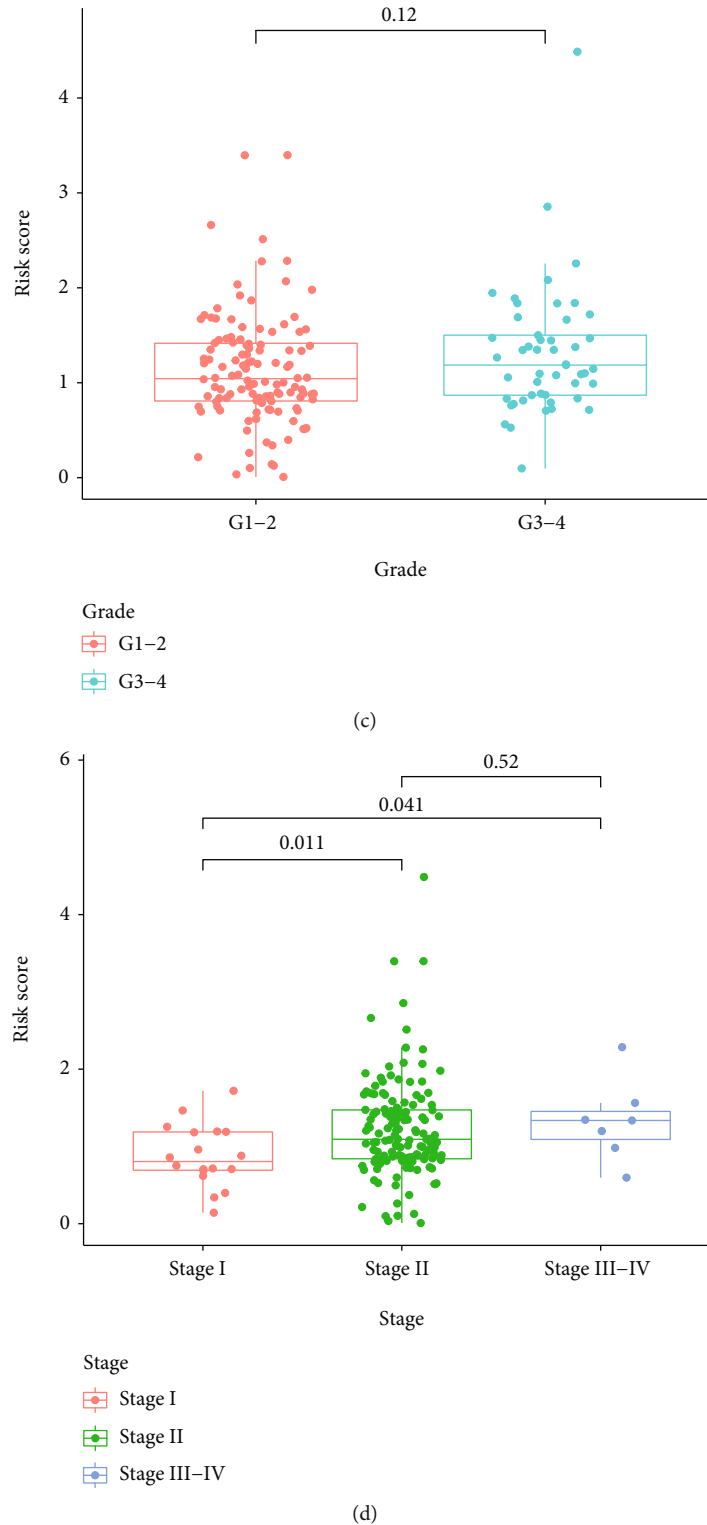 0.12
4
3
2
1
0
Risk score
G1–2
G3–4
Grade
Grade
G1–2
G3–4
(c)
6
4
2
0
Risk score
0.52
0.041
0.011
Stage I
Stage II
Stage III–IV
Stage
Stage
Stage I
Stage II
Stage III–IV
(d)